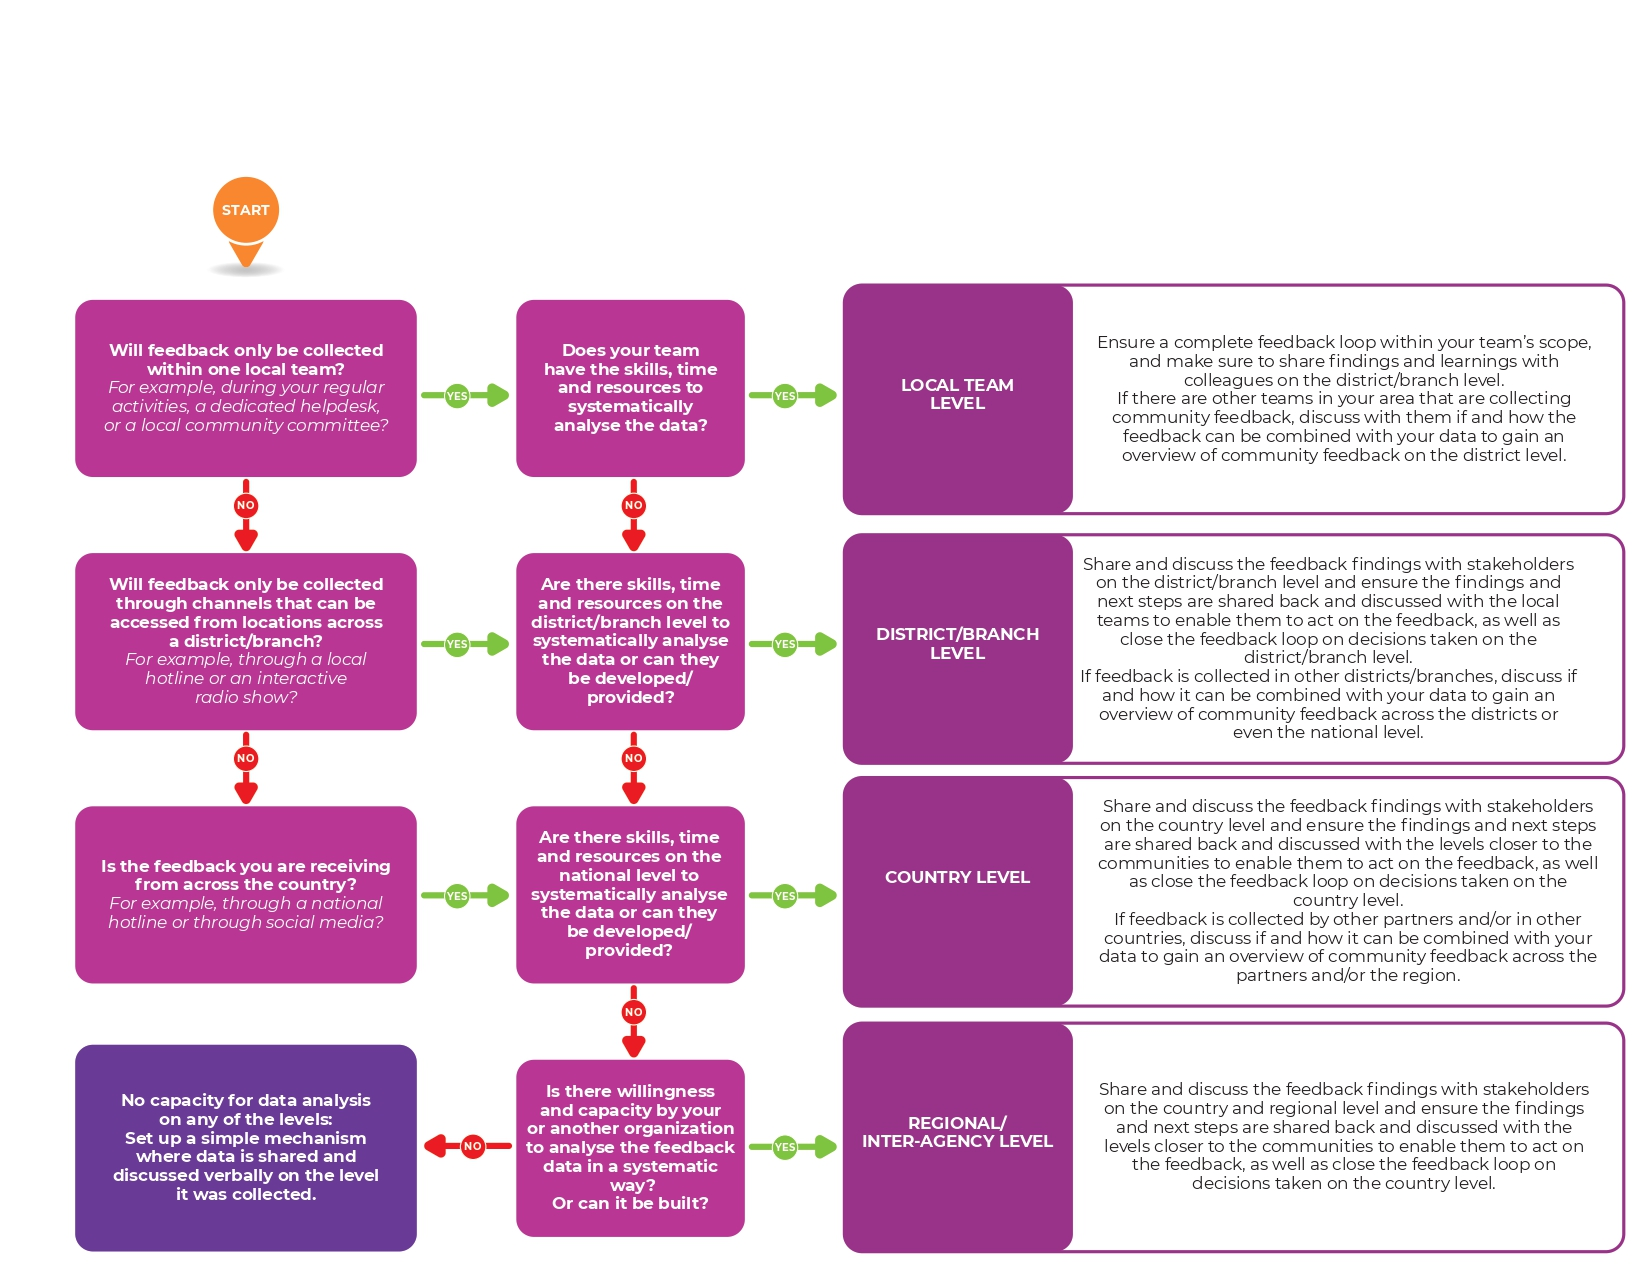 START
Will feedback only be collected
within one local team?
For example, during your regular
activities, a dedicated helpdesk,
or a local community committee?
YES
Does your team
have the skills, time
and resources to
systematically
analyse the data?
YES
LOCAL TEAM
LEVEL
Ensure a complete feedback loop within your team’s scope,
and make sure to share findings and learnings with
colleagues on the district/branch level.
If there are other teams in your area that are collecting
community feedback, discuss with them if and how the
feedback can be combined with your data to gain an
overview of community feedback on the district level.
NO
NO
Will feedback only be collected
through channels that can be
accessed from locations across
a district/branch?
For example, through a local
hotline or an interactive
radio show?
YES
Are there skills, time
and resources on the
district/branch level to
systematically analyse
the data or can they
be developed/
provided?
YES
DISTRICT/BRANCH
LEVEL
Share and discuss the feedback findings with stakeholders
on the district/branch level and ensure the findings and
next steps are shared back and discussed with the local
teams to enable them to act on the feedback, as well as
close the feedback loop on decisions taken on the
district/branch level.
If feedback is collected in other districts/branches, discuss if
and how it can be combined with your data to gain an
overview of community feedback across the districts or
even the national level.
NO
NO
Is the feedback you are receiving
from across the country?
For example, through a national
hotline or through social media?
YES
Are there skills, time
and resources on the
national level to
systematically analyse
the data or can they
be developed/
provided?
YES
COUNTRY LEVEL
Share and discuss the feedback findings with stakeholders
on the country level and ensure the findings and next steps
are shared back and discussed with the levels closer to the
communities to enable them to act on the feedback, as well
as close the feedback loop on decisions taken on the
country level.
If feedback is collected by other partners and/or in other
countries, discuss if and how it can be combined with your
data to gain an overview of community feedback across the
partners and/or the region.
NO
No capacity for data analysis
on any of the levels:
Set up a simple mechanism
where data is shared and
discussed verbally on the level
it was collected.
NO
Is there willingness
and capacity by your
or another organization
to analyse the feedback
data in a systematic
way?
Or can it be built?
YES
REGIONAL/
INTER-AGENCY LEVEL
Share and discuss the feedback findings with stakeholders
on the country and regional level and ensure the findings
and next steps are shared back and discussed with the
levels closer to the communities to enable them to act on
the feedback, as well as close the feedback loop on
decisions taken on the country level.